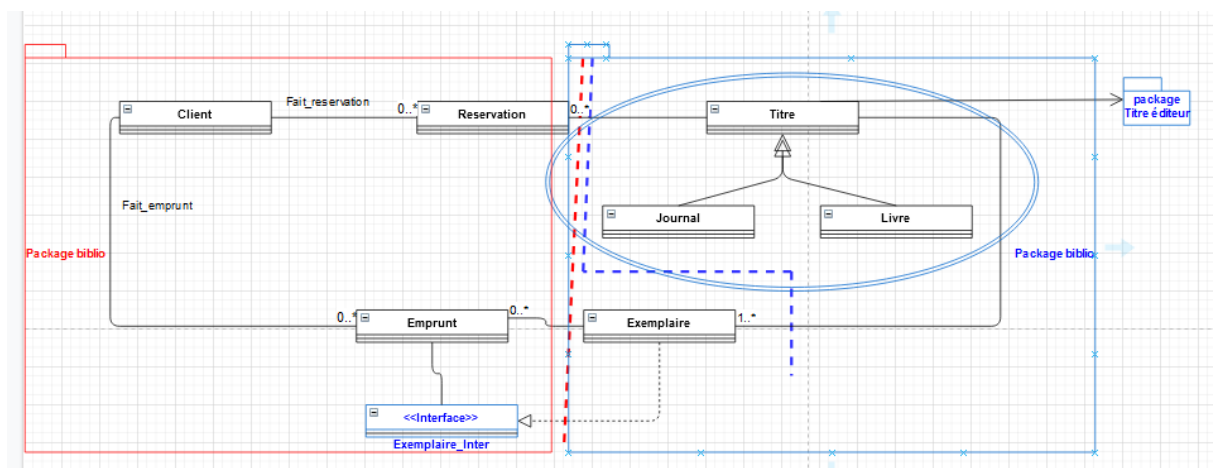 Fait_reservation
Client
0..*
Reservation
0..*
Titre
package
Titre éditeur
Fait_emprunt
Journal
Livre
Package biblio
Package biblio
0..*
Emprunt
0..*
Exemplaire
1..*
<<Interface>>
Exemplaire_Inter